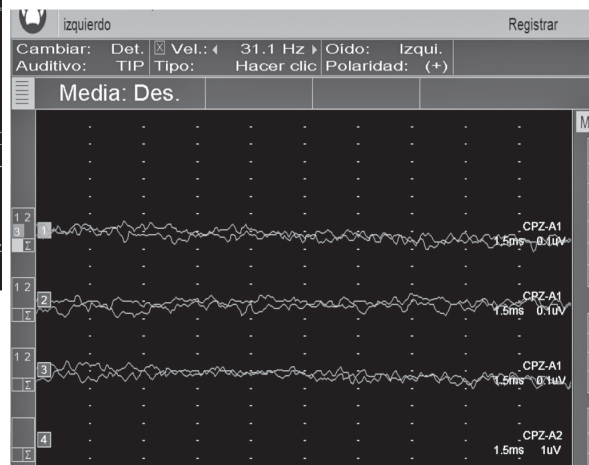 izquierdo Registrar
Cambiar: Det. Vel.: 31.1 Hz Oido: Izqui.
Auditivo: TIP Tipo: Hacer clic Polaridad: (+)
Media: Des.
M
1 2
3 Σ
1
CPZ-A1
1.5ms 0.1uV
1 2
Σ
2
CPZ-A1
1.5ms 0.1uV
1 2
Σ
3
CPZ-A1
1.5ms 0.1uV
Σ
4
CPZ-A2
1.5ms 1uV